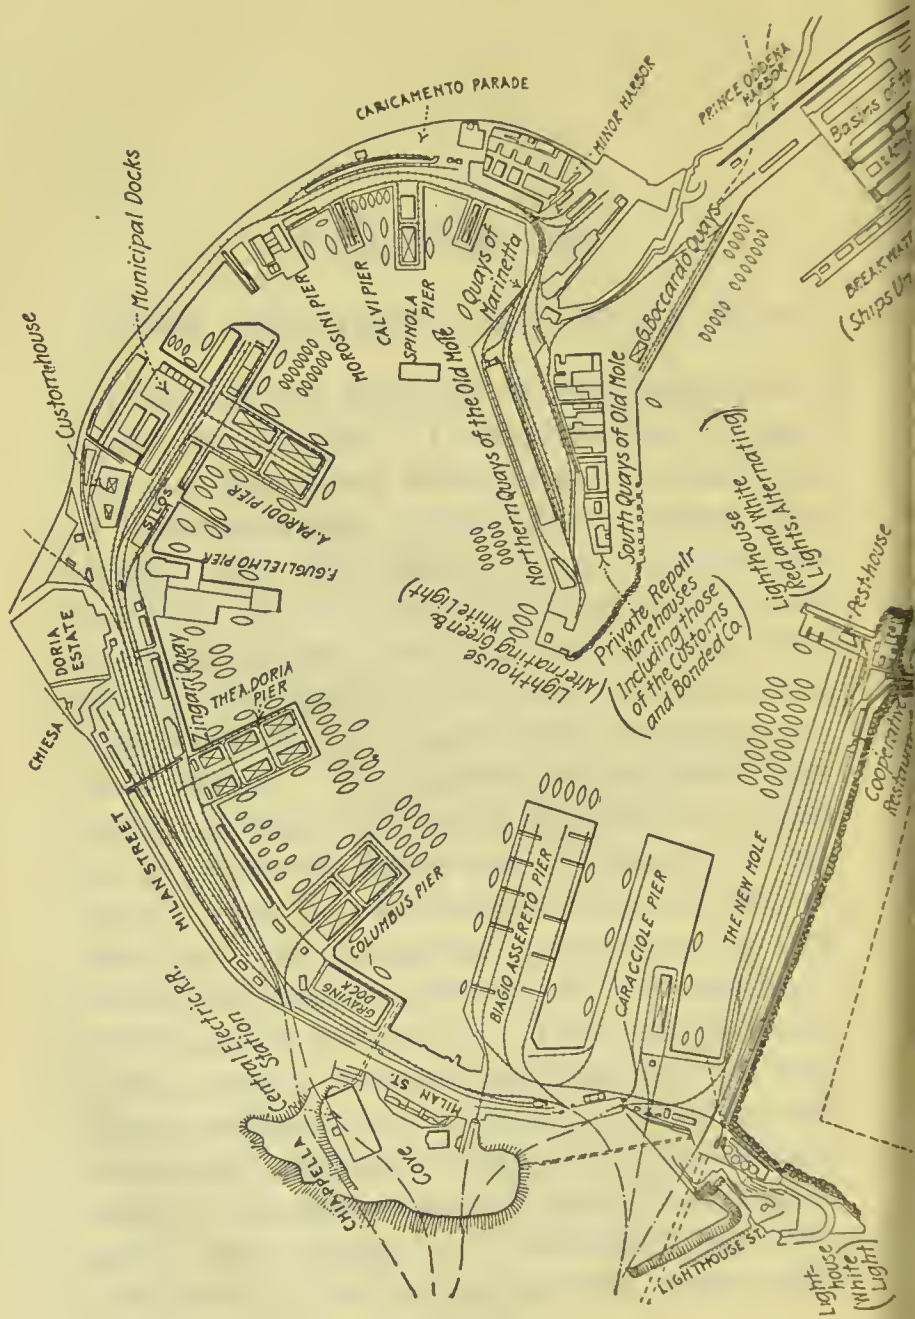 CARICAMENTO PARADE
Municipal Docks
Customhouse
MINOR HARBOR
PRINCE ODDENA
HARBOR
Basins of
BREAKWAT
(Ships Un
G. Boccardo Quays
Quays of
Marinetta
MOROSINI PIER
CALVI PIER
SPINOLA
PIER
SILOS
A. PARODI PIER
F. GUGLIELMO PIER
DORIA
ESTATE
CHIESA
Zingari Quay
THE A. DORIA
PIER
MILAN STREET
Northern Quays of the Old Mole
South Quays of Old Mole
Lighthouse
(Alternating Green &
White Light)
Private Repair
Warehouses
(Including those
of the Customs
and Bonded Co.)
Lighthouse
(Red and White
Lights, Alternating)
Pesthouse
Cooperative
THE NEW MOLE
COLUMBUS PIER
GRAVING
DOCK
BIAGIO ASSERETO PIER
CARACCIOLE PIER
Central Electric R.R.
Station
MILAN
ST.
CHIAPPELLA
COVE
LIGHTHOUSE ST.
Light-
house
(White
Light)